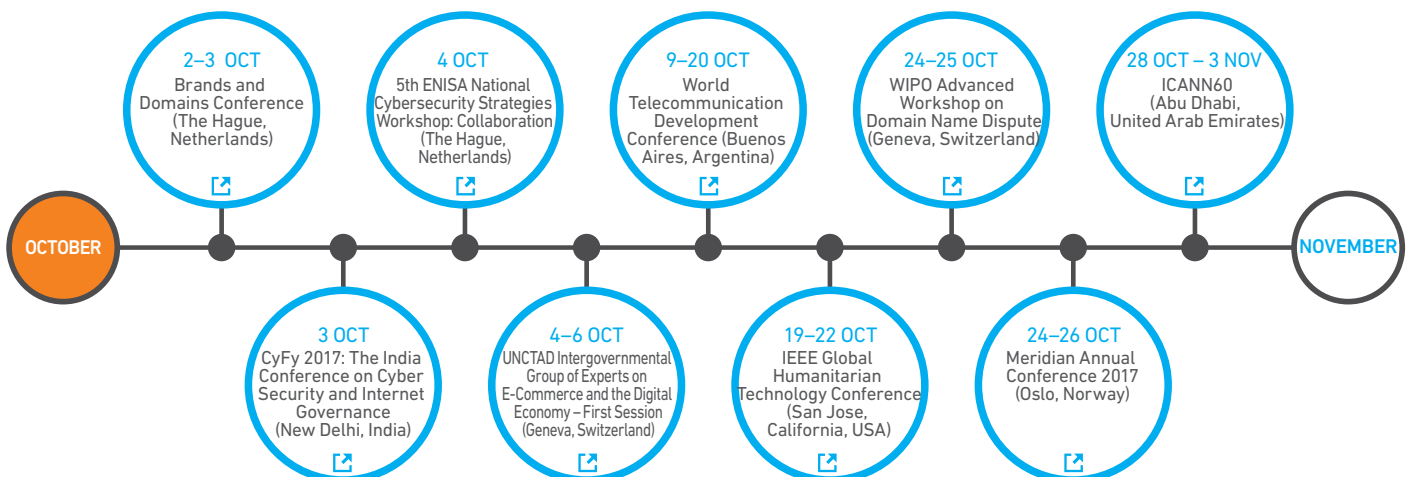 2–3 OCT
Brands and
Domains Conference
(The Hague,
Netherlands)
4 OCT
5th ENISA National
Cybersecurity Strategies
Workshop: Collaboration
(The Hague,
Netherlands)
9–20 OCT
World
Telecommunication
Development
Conference (Buenos
Aires, Argentina)
24–25 OCT
WIPO Advanced
Workshop on
Domain Name Dispute
(Geneva, Switzerland)
28 OCT – 3 NOV
ICANN60
(Abu Dhabi,
United Arab Emirates)
OCTOBER
NOVEMBER
3 OCT
CyFy 2017: The India
Conference on Cyber
Security and Internet
Governance
(New Delhi, India)
4–6 OCT
UNCTAD Intergovernmental
Group of Experts on
E-Commerce and the Digital
Economy – First Session
(Geneva, Switzerland)
19–22 OCT
IEEE Global
Humanitarian
Technology Conference
(San Jose,
California, USA)
24–26 OCT
Meridian Annual
Conference 2017
(Oslo, Norway)